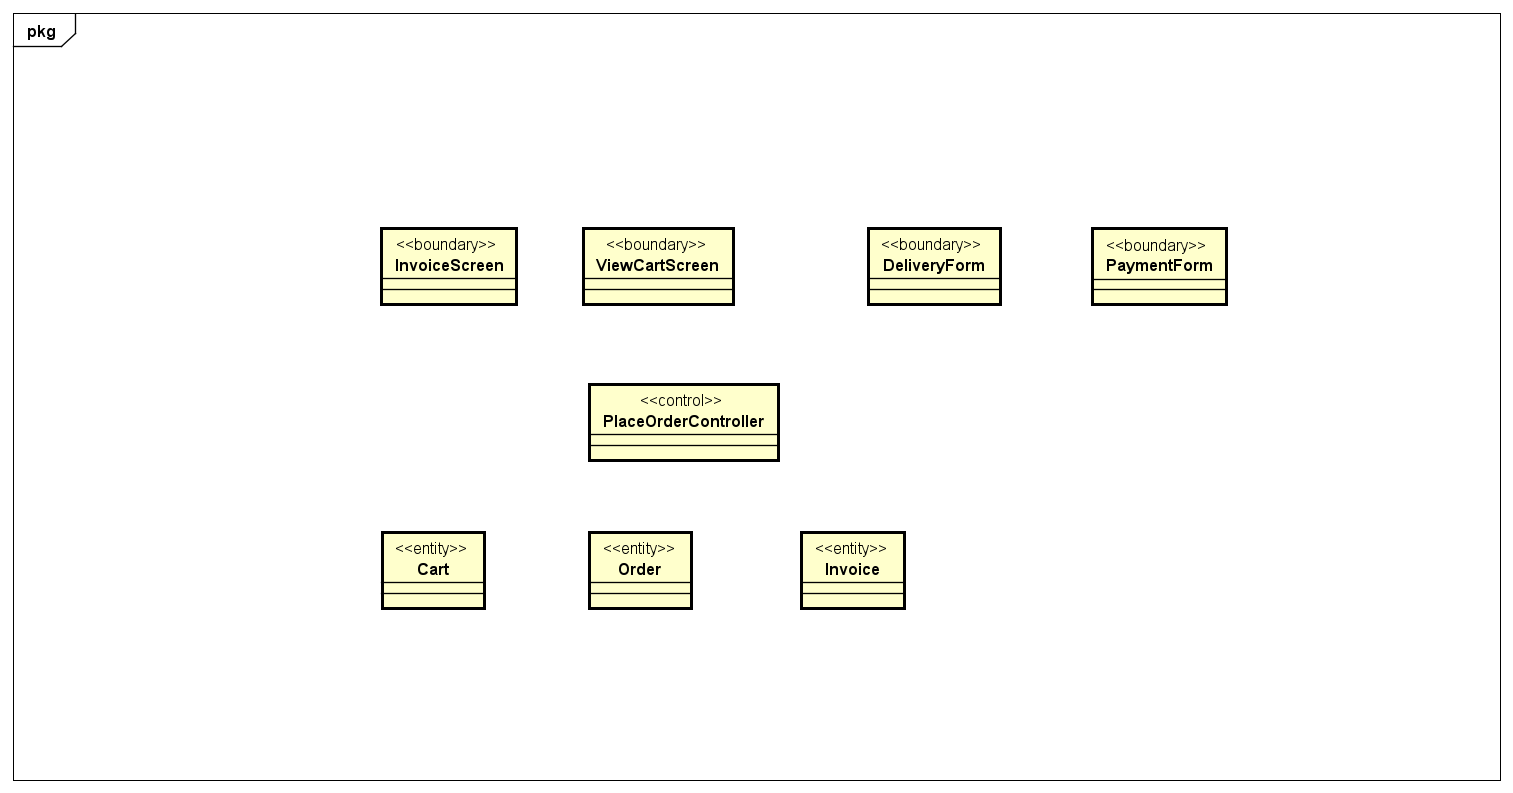 pkg
<<boundary>>
InvoiceScreen
<<boundary>>
ViewCartScreen
<<boundary>>
DeliveryForm
<<boundary>>
PaymentForm
<<control>>
PlaceOrderController
<<entity>>
Cart
<<entity>>
Order
<<entity>>
Invoice